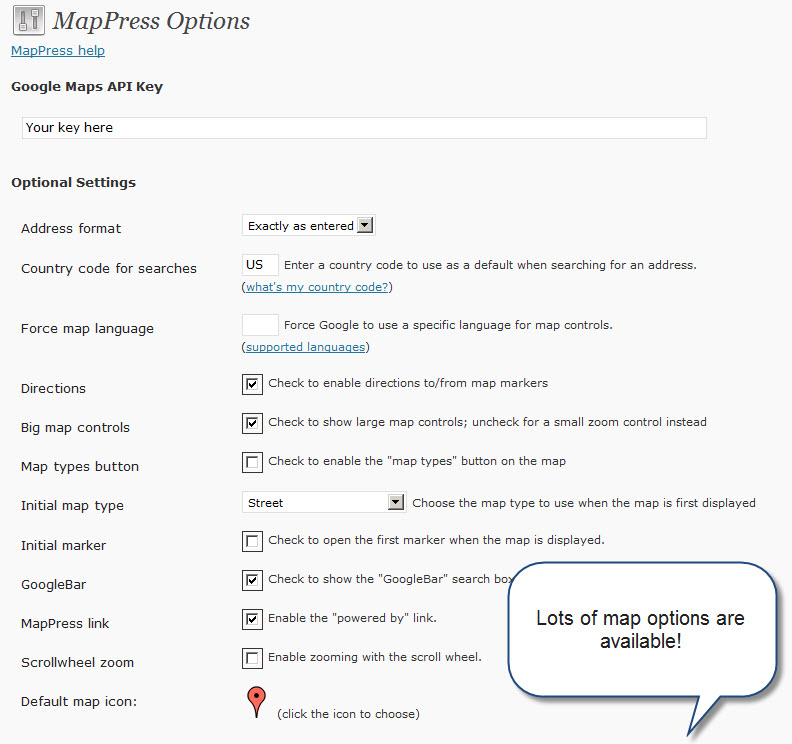 MapPress Options
MapPress help
Google Maps API Key
Your key here
Optional Settings
Address format Exactly as entered
Country code for searches US Enter a country code to use as a default when searching for an address.
(what's my country code?)
Force map language Force Google to use a specific language for map controls.
(supported languages)
Directions Check to enable directions to/from map markers
Big map controls Check to show large map controls; uncheck for a small zoom control instead
Map types button Check to enable the "map types" button on the map
Initial map type Street Choose the map type to use when the map is first displayed
Initial marker Check to open the first marker when the map is displayed.
GoogleBar Check to show the "GoogleBar" search box
MapPress link Enable the "powered by" link.
Scrollwheel zoom Enable zooming with the scroll wheel.
Default map icon: (click the icon to choose)
Lots of map options are
available!